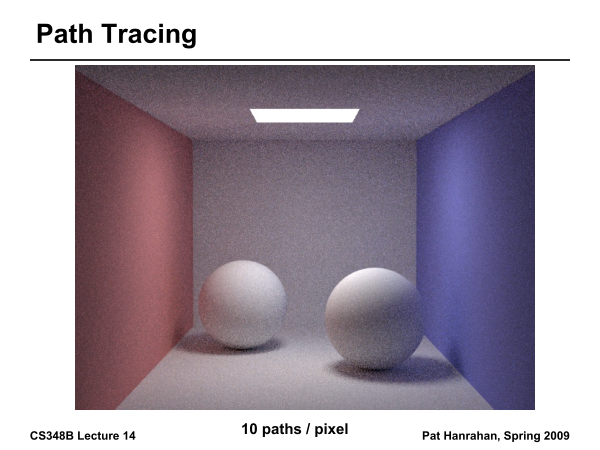 Path Tracing
10 paths / pixel
CS348B Lecture 14
Pat Hanrahan, Spring 2009